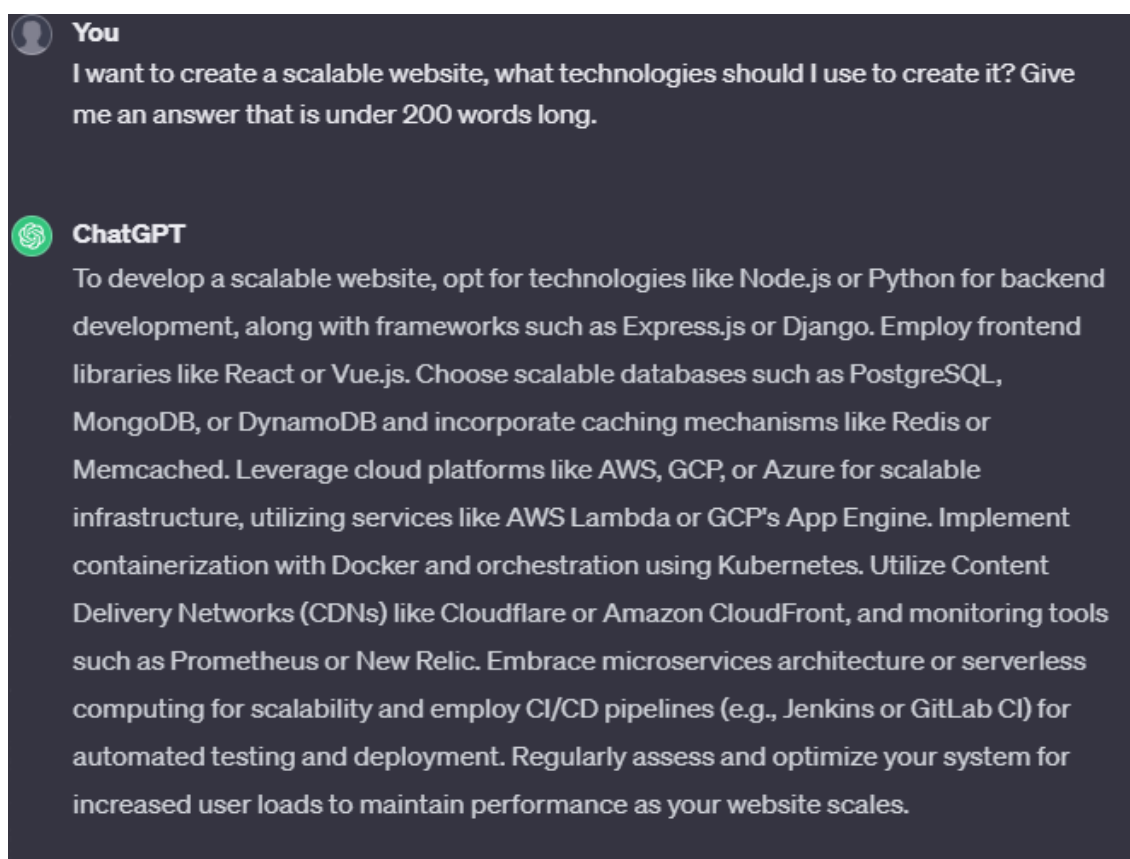 You
I want to create a scalable website, what technologies should I use to create it? Give
me an answer that is under 200 words long.
ChatGPT
To develop a scalable website, opt for technologies like Node.js or Python for backend
development, along with frameworks such as Express.js or Django. Employ frontend
libraries like React or Vue.js. Choose scalable databases such as PostgreSQL,
MongoDB, or DynamoDB and incorporate caching mechanisms like Redis or
Memcached. Leverage cloud platforms like AWS, GCP, or Azure for scalable
infrastructure, utilizing services like AWS Lambda or GCP's App Engine. Implement
containerization with Docker and orchestration using Kubernetes. Utilize Content
Delivery Networks (CDNs) like Cloudflare or Amazon CloudFront, and monitoring tools
such as Prometheus or New Relic. Embrace microservices architecture or serverless
computing for scalability and employ CI/CD pipelines (e.g., Jenkins or GitLab CI) for
automated testing and deployment. Regularly assess and optimize your system for
increased user loads to maintain performance as your website scales.